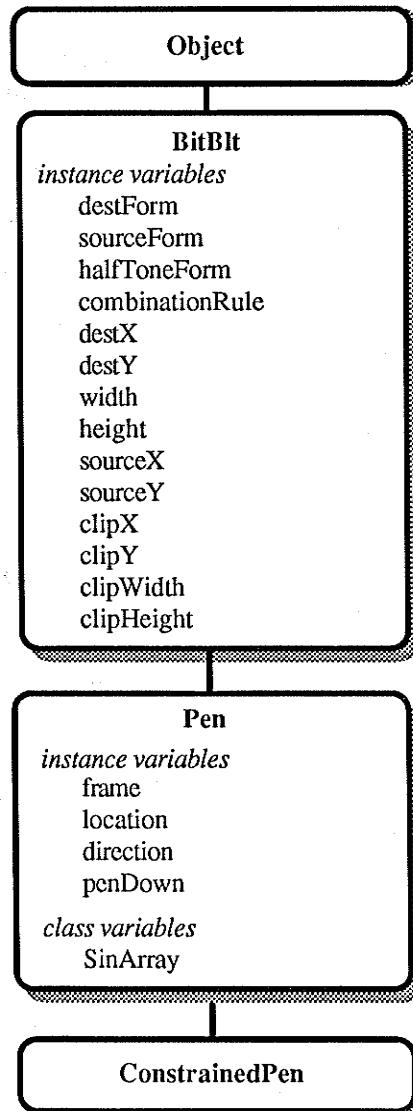 Object
BitBlt
instance variables
destForm
sourceForm
halfToneForm
combinationRule
destX
destY
width
height
sourceX
sourceY
clipX
clipY
clipWidth
clipHeight
Pen
instance variables
frame
location
direction
penDown
class variables
SinArray
ConstrainedPen